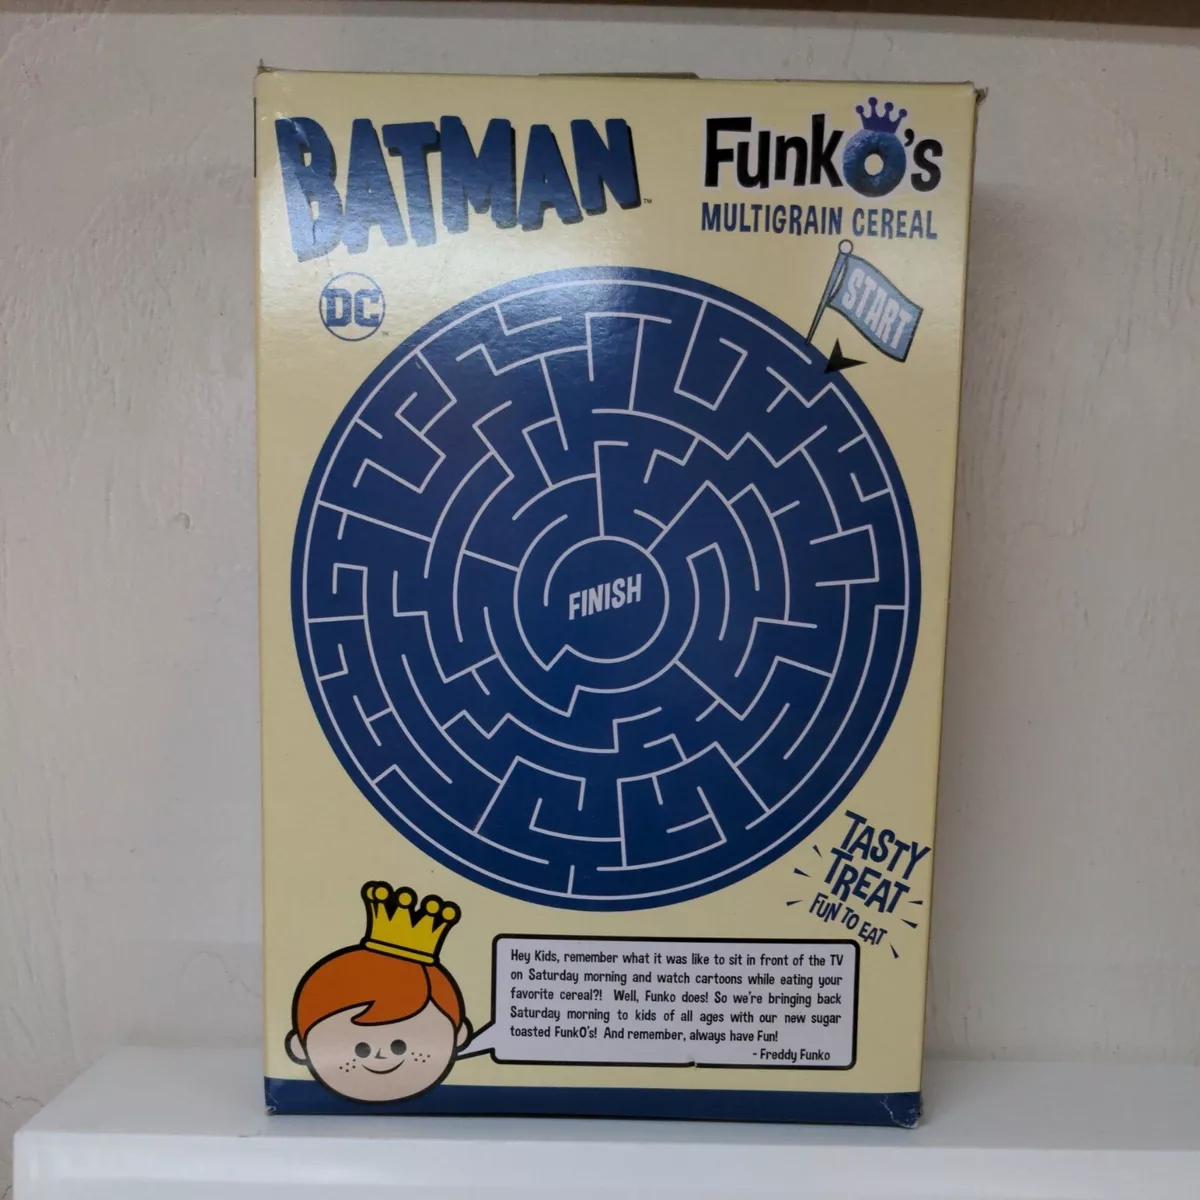 BATMAN™
FunkO's
MULTIGRAIN CEREAL
DC™
START
FINISH
TASTY
TREAT
FUN TO EAT
Hey Kids, remember what it was like to sit in front of the TV
on Saturday morning and watch cartoons while eating your
favorite cereal?! Well, Funko does! So we're bringing back
Saturday morning to kids of all ages with our new sugar
toasted FunkO's! And remember, always have Fun!
- Freddy Funko